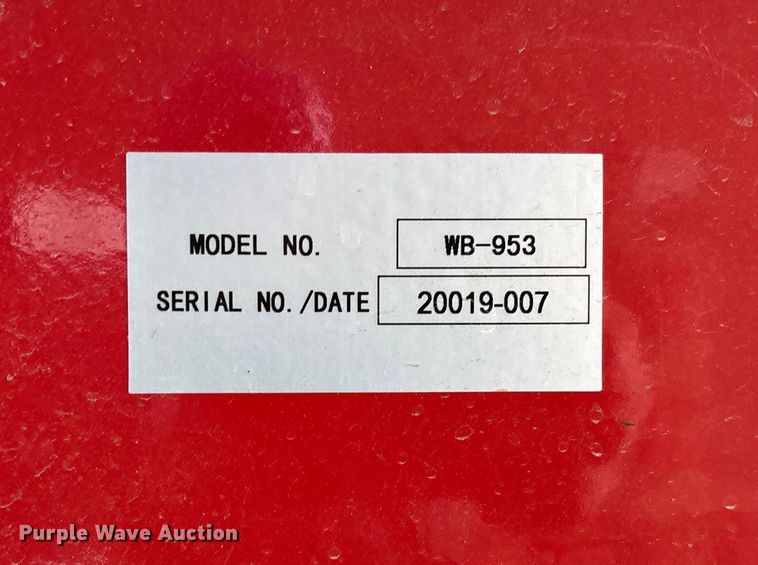 MODEL NO. WB-953
SERIAL NO./DATE 20019-007
Purple Wave Auction